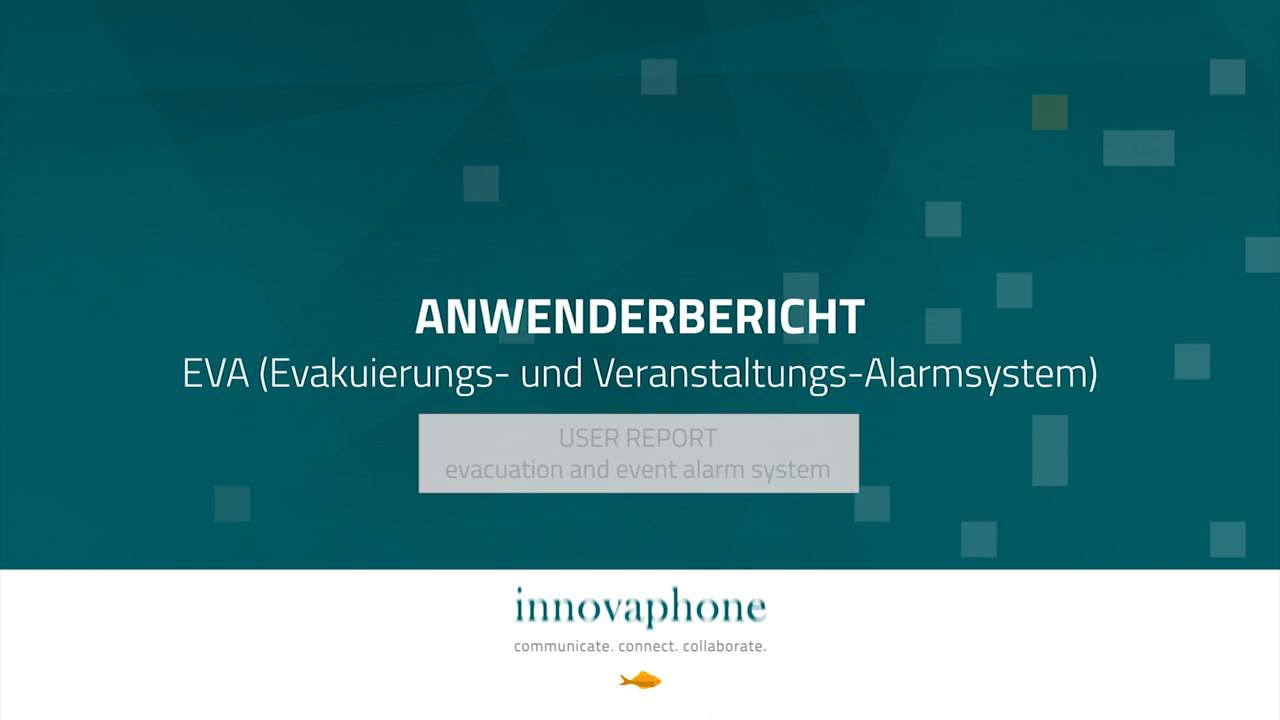 ANWENDERBERICHT
EVA (Evakuierungs- und Veranstaltungs-Alarmsystem)
USER REPORT
evacuation and event alarm system
innovaphone
communicate. connect. collaborate.